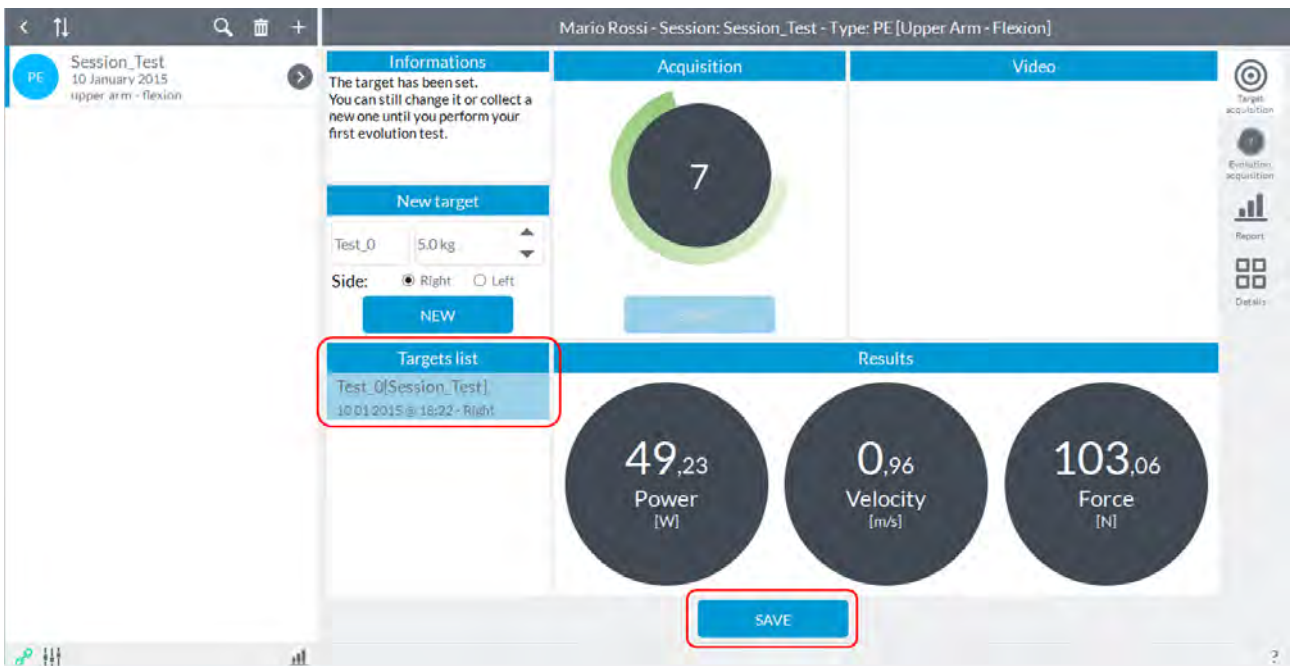 Mario Rossi - Session: Session_Test - Type: PE [Upper Arm - Flexion]
PE
Session_Test
10 January 2015
upper arm - flexion
Informations
The target has been set.
You can still change it or collect a
new one until you perform your
first evolution test.
New target
Test_0
5.0 kg
Side:
Right
Left
NEW
Targets list
Test_0[Session_Test]
10 01 2015 @ 18:22 - Right
Acquisition
7
Video
Results
49,23
Power
[W]
0,96
Velocity
[m/s]
103,06
Force
[N]
SAVE
Target
acquisition
Evolution
acquisition
Report
Details
?